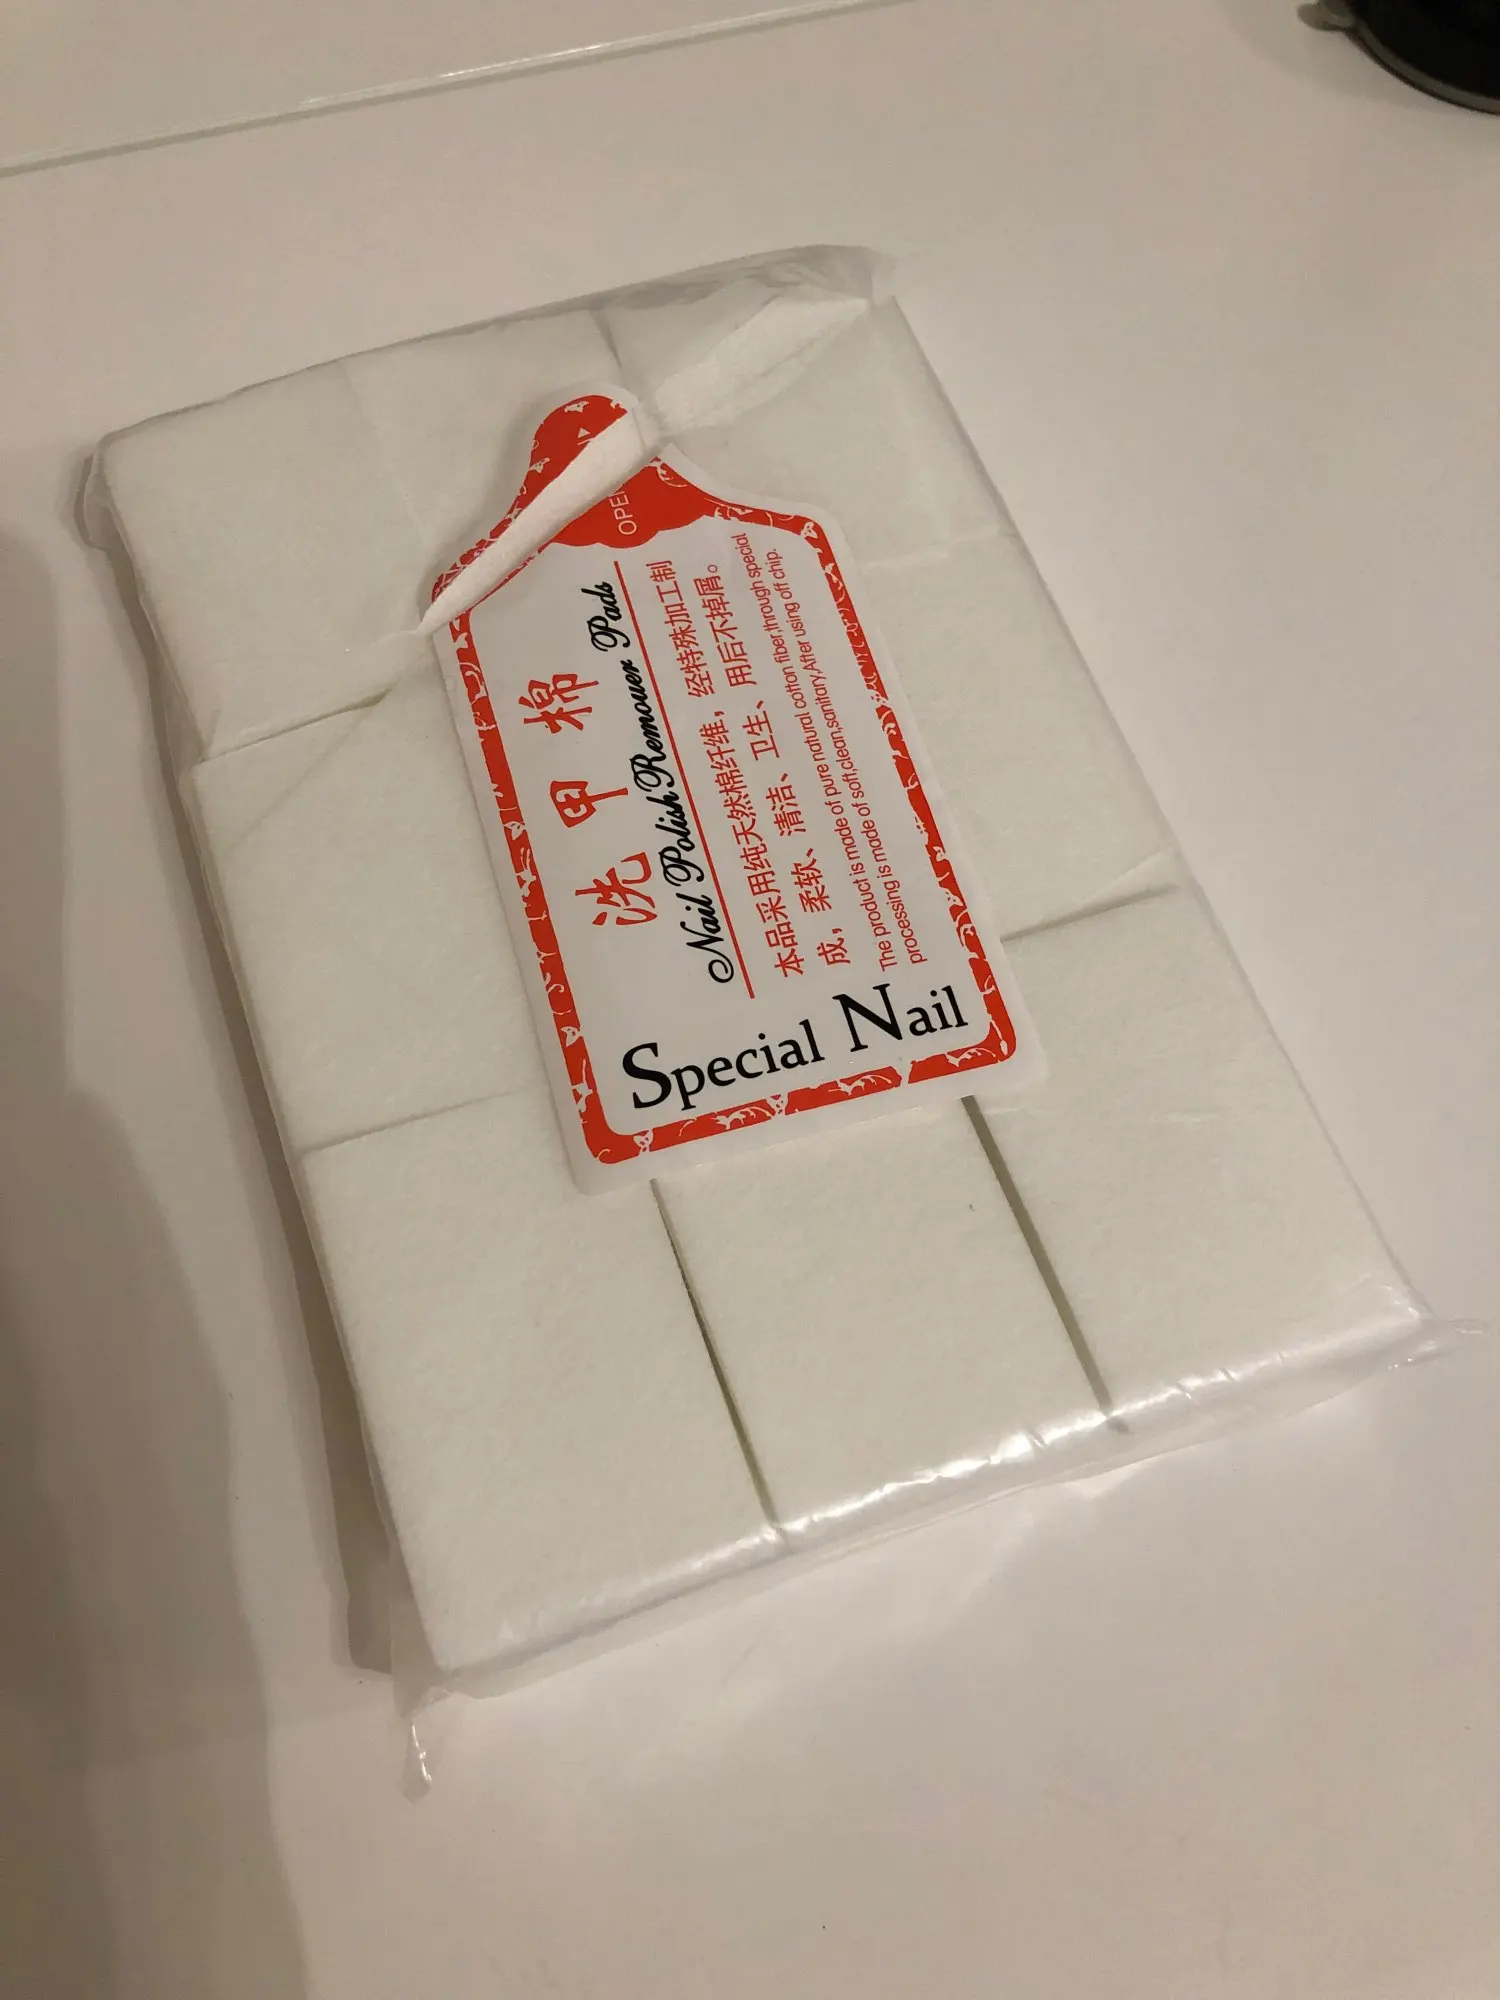 OPEN
洗甲棉
Nail Polish Remouer Pads
本品采用纯天然棉纤维，经特殊加工制
成，柔软、清洁、卫生、用后不掉屑。
The product is made of pure natural cotton fiber,through special
processing is made of soft,clean,sanitary,After using off chip.
Special Nail